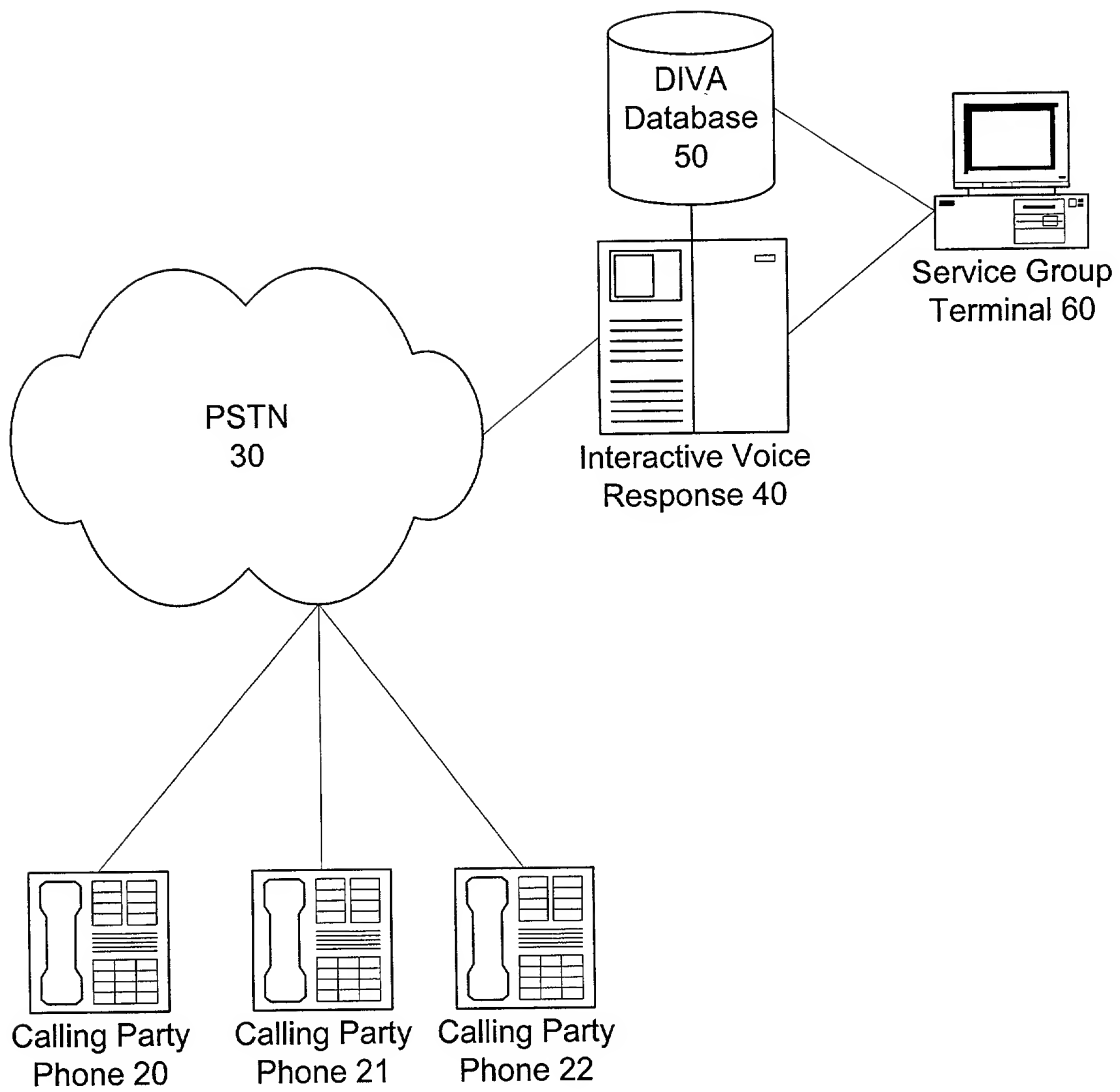 DIVA
Database
50
Service Group
Terminal 60
PSTN
30
Interactive Voice
Response 40
Calling Party
Phone 20
Calling Party
Phone 21
Calling Party
Phone 22